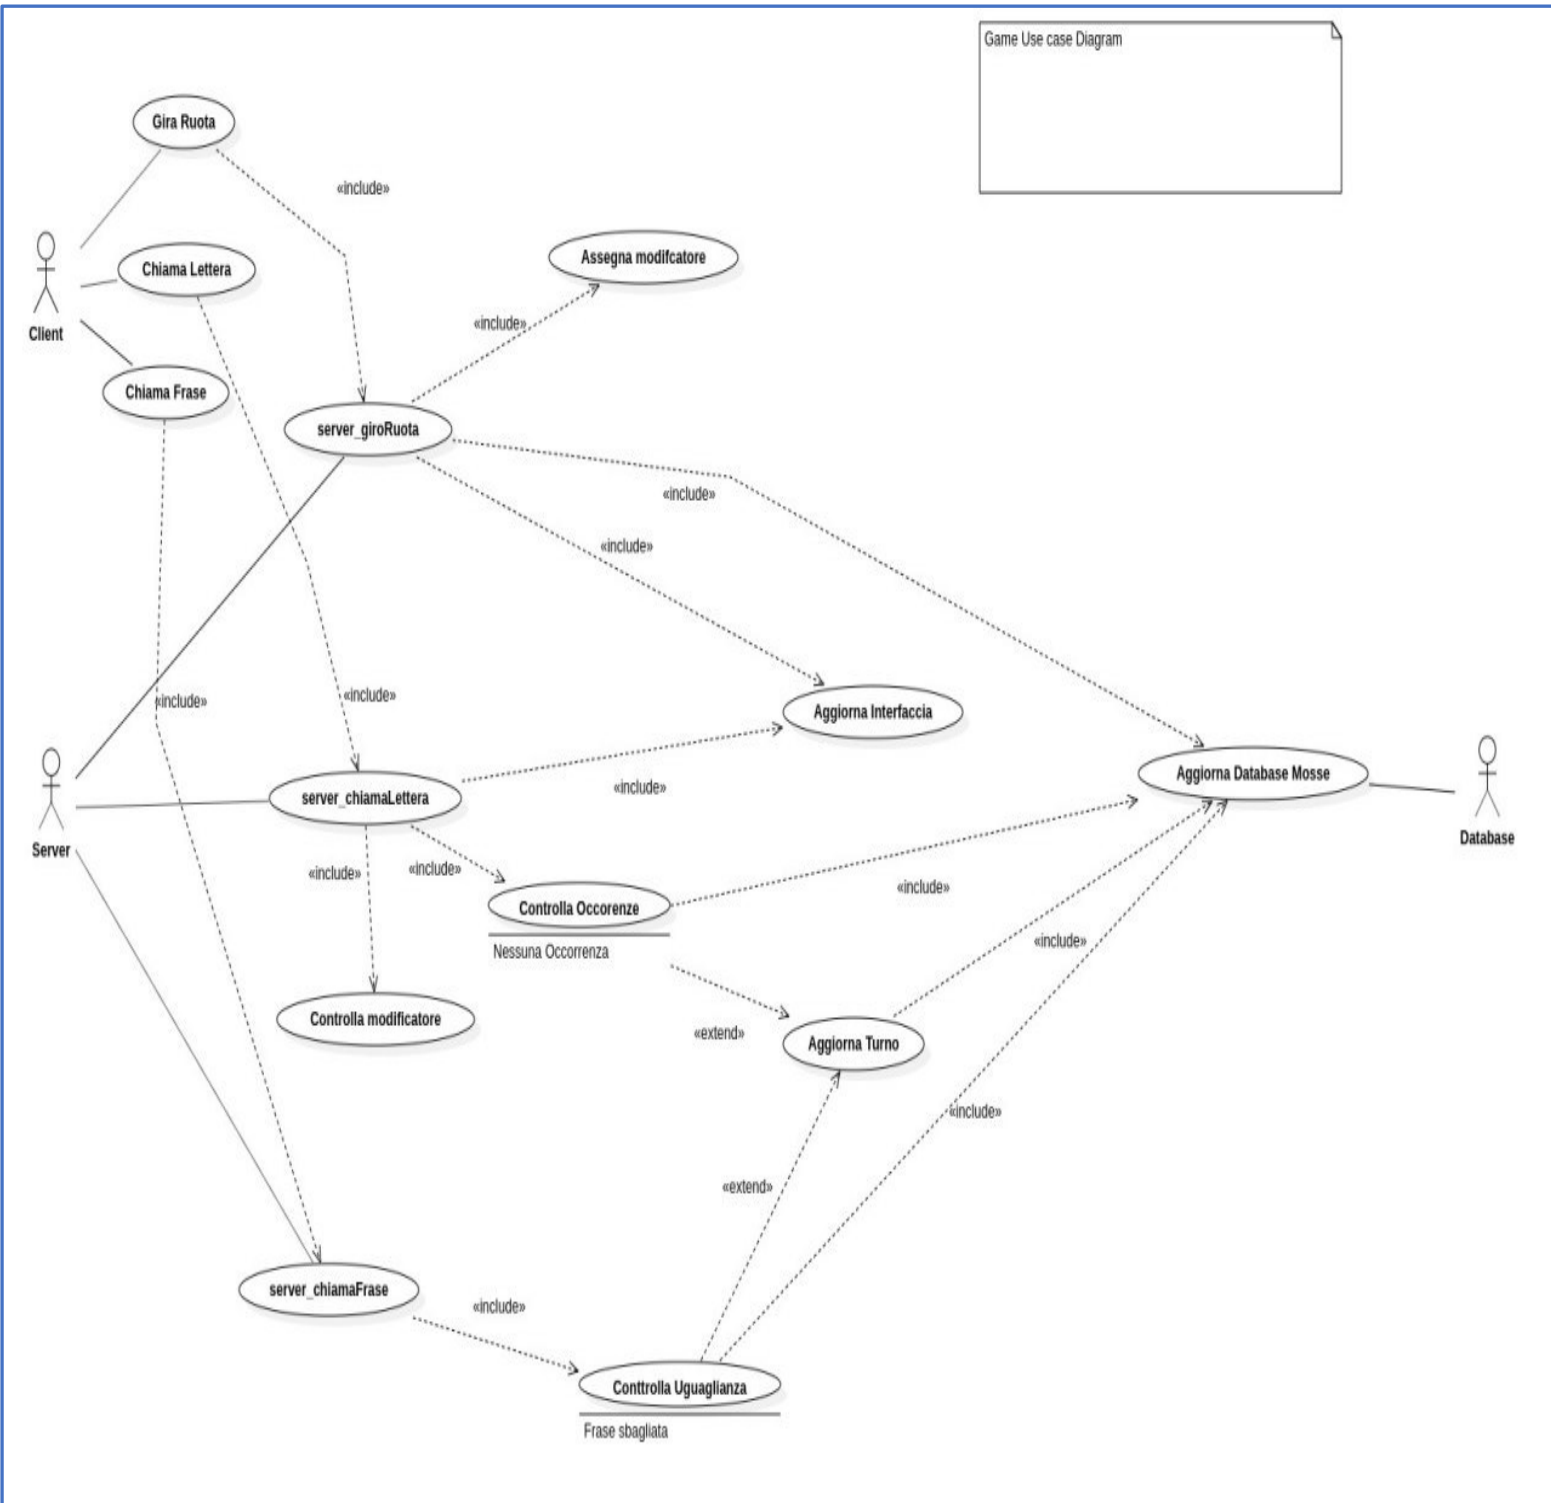 Game Use case Diagram
Gira Ruota
«include»
Chiama Lettera
Assegna modifcatore
«include»
Client
Chiama Frase
server_giroRuota
«include»
«include»
«include»
«include»
Aggiorna Interfaccia
Aggiorna Database Mosse
«include»
server_chiamaLettera
Server
Database
«include»
«include»
«include»
Controlla Occorenze
Nessuna Occorrenza
«include»
Controlla modificatore
«extend»
Aggiorna Turno
«include»
«extend»
server_chiamaFrase
«include»
Conttrolla Uguaglianza
Frase sbagliata